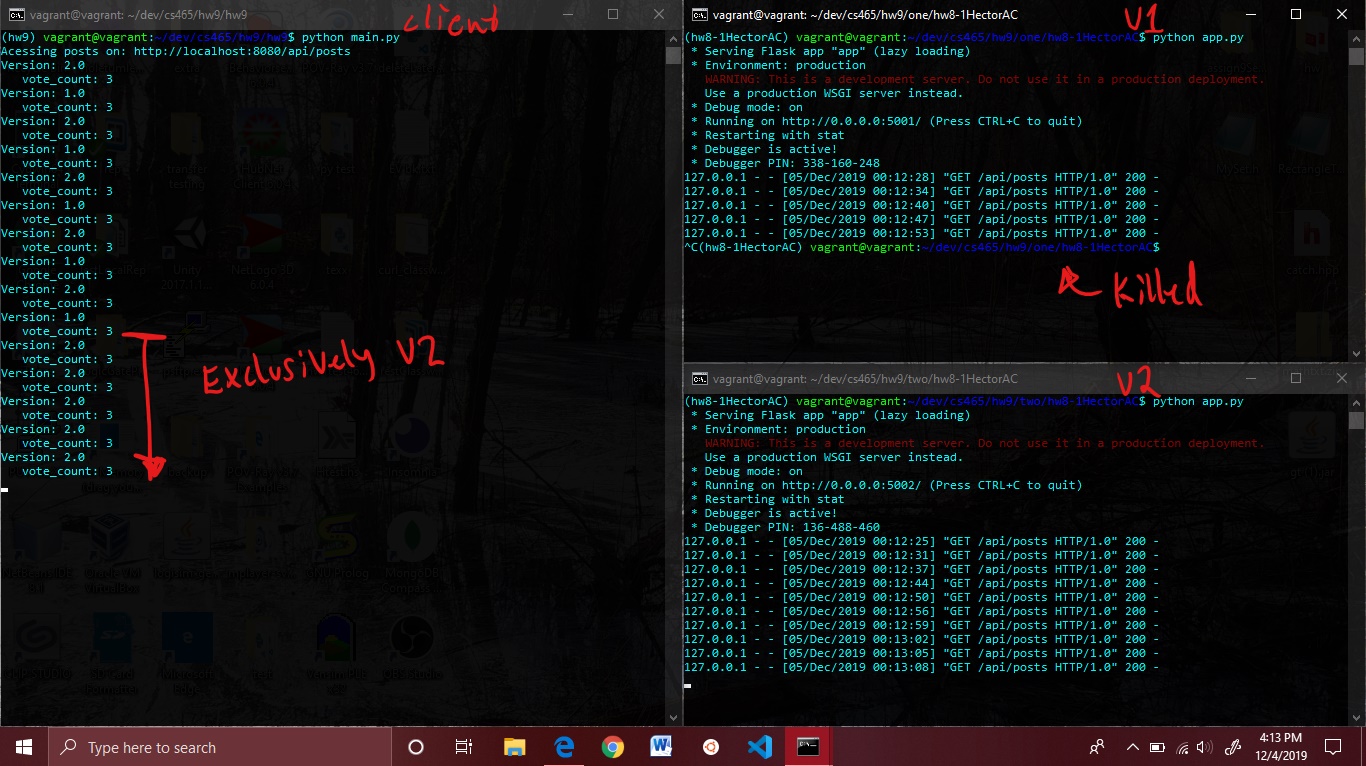 vagrant@vagrant: ~/dev/cs465/hw9/hw9
client
(hw9) vagrant@vagrant:~/dev/cs465/hw9/hw9$ python main.py
Acessing posts on: http://localhost:8080/api/posts
Version: 2.0
vote_count: 3
Version: 1.0
vote_count: 3
Version: 2.0
vote_count: 3
Version: 1.0
vote_count: 3
Version: 2.0
vote_count: 3
Version: 1.0
vote_count: 3
Version: 2.0
vote_count: 3
Version: 1.0
vote_count: 3
Version: 2.0
vote_count: 3
Version: 1.0
vote_count: 3
Version: 2.0
vote_count: 3
Version: 2.0
vote_count: 3
Version: 2.0
vote_count: 3
Version: 2.0
vote_count: 3
Version: 2.0
vote_count: 3
Exclusively V2
vagrant@vagrant: ~/dev/cs465/hw9/one/hw8-1HectorAC
V1
(hw8-1HectorAC) vagrant@vagrant:~/dev/cs465/hw9/one/hw8-1HectorAC$ python app.py
* Serving Flask app "app" (lazy loading)
* Environment: production
WARNING: This is a development server. Do not use it in a production deployment.
Use a production WSGI server instead.
* Debug mode: on
* Running on http://0.0.0.0:5001/ (Press CTRL+C to quit)
* Restarting with stat
* Debugger is active!
* Debugger PIN: 338-160-248
127.0.0.1 - - [05/Dec/2019 00:12:28] "GET /api/posts HTTP/1.0" 200 -
127.0.0.1 - - [05/Dec/2019 00:12:34] "GET /api/posts HTTP/1.0" 200 -
127.0.0.1 - - [05/Dec/2019 00:12:40] "GET /api/posts HTTP/1.0" 200 -
127.0.0.1 - - [05/Dec/2019 00:12:47] "GET /api/posts HTTP/1.0" 200 -
127.0.0.1 - - [05/Dec/2019 00:12:53] "GET /api/posts HTTP/1.0" 200 -
^C(hw8-1HectorAC) vagrant@vagrant:~/dev/cs465/hw9/one/hw8-1HectorAC$
Killed
vagrant@vagrant: ~/dev/cs465/hw9/two/hw8-1HectorAC
V2
(hw8-1HectorAC) vagrant@vagrant:~/dev/cs465/hw9/two/hw8-1HectorAC$ python app.py
* Serving Flask app "app" (lazy loading)
* Environment: production
WARNING: This is a development server. Do not use it in a production deployment.
Use a production WSGI server instead.
* Debug mode: on
* Running on http://0.0.0.0:5002/ (Press CTRL+C to quit)
* Restarting with stat
* Debugger is active!
* Debugger PIN: 136-488-460
127.0.0.1 - - [05/Dec/2019 00:12:25] "GET /api/posts HTTP/1.0" 200 -
127.0.0.1 - - [05/Dec/2019 00:12:31] "GET /api/posts HTTP/1.0" 200 -
127.0.0.1 - - [05/Dec/2019 00:12:37] "GET /api/posts HTTP/1.0" 200 -
127.0.0.1 - - [05/Dec/2019 00:12:44] "GET /api/posts HTTP/1.0" 200 -
127.0.0.1 - - [05/Dec/2019 00:12:50] "GET /api/posts HTTP/1.0" 200 -
127.0.0.1 - - [05/Dec/2019 00:12:56] "GET /api/posts HTTP/1.0" 200 -
127.0.0.1 - - [05/Dec/2019 00:12:59] "GET /api/posts HTTP/1.0" 200 -
127.0.0.1 - - [05/Dec/2019 00:13:02] "GET /api/posts HTTP/1.0" 200 -
127.0.0.1 - - [05/Dec/2019 00:13:05] "GET /api/posts HTTP/1.0" 200 -
127.0.0.1 - - [05/Dec/2019 00:13:08] "GET /api/posts HTTP/1.0" 200 -
Type here to search
4:13 PM
12/4/2019